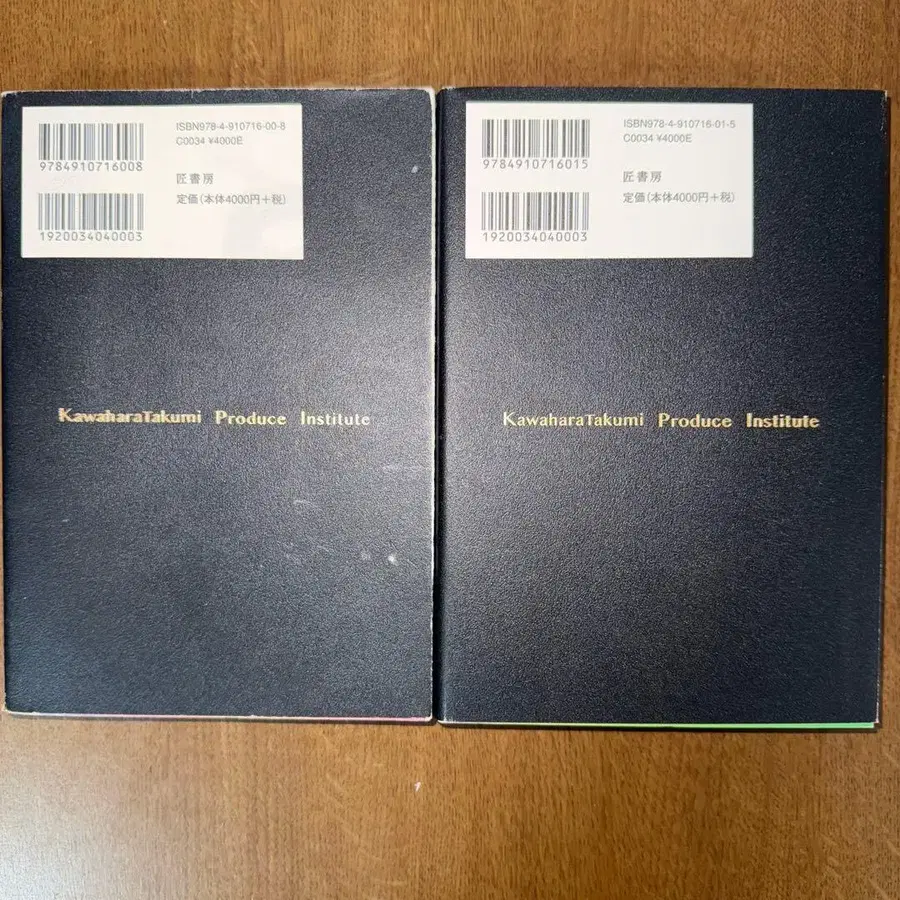 ISBN978-4-910716-00-8
C0034 ¥4000E
9784910716008
匠書房
定価(本体4000円+税)
1920034040003
KawaharaTakumi Produce Institute
ISBN978-4-910716-01-5
C0034 ¥4000E
9784910716015
匠書房
定価(本体4000円+税)
1920034040003
KawaharaTakumi Produce Institute